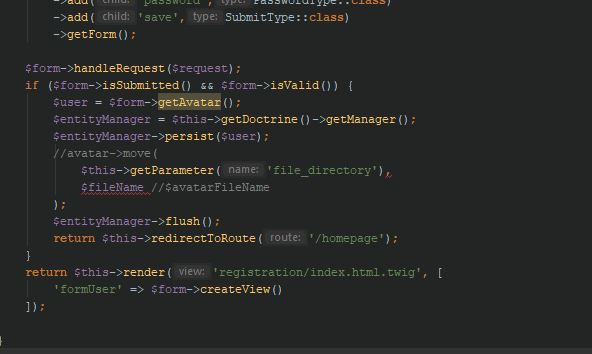 ->add( child: 'password', type: PasswordType::class)
->add( child: 'save', type: SubmitType::class)
->getForm();
$form->handleRequest($request);
if ($form->isSubmitted() && $form->isValid()) {
$user = $form->getAvatar();
$entityManager = $this->getDoctrine()->getManager();
$entityManager->persist($user);
//avatar->move(
$this->getParameter( name: 'file_directory'),
$fileName //$avatarFileName
);
$entityManager->flush();
return $this->redirectToRoute( route: '/homepage');
}
return $this->render( view: 'registration/index.html.twig', [
'formUser' => $form->createView()
]);
}